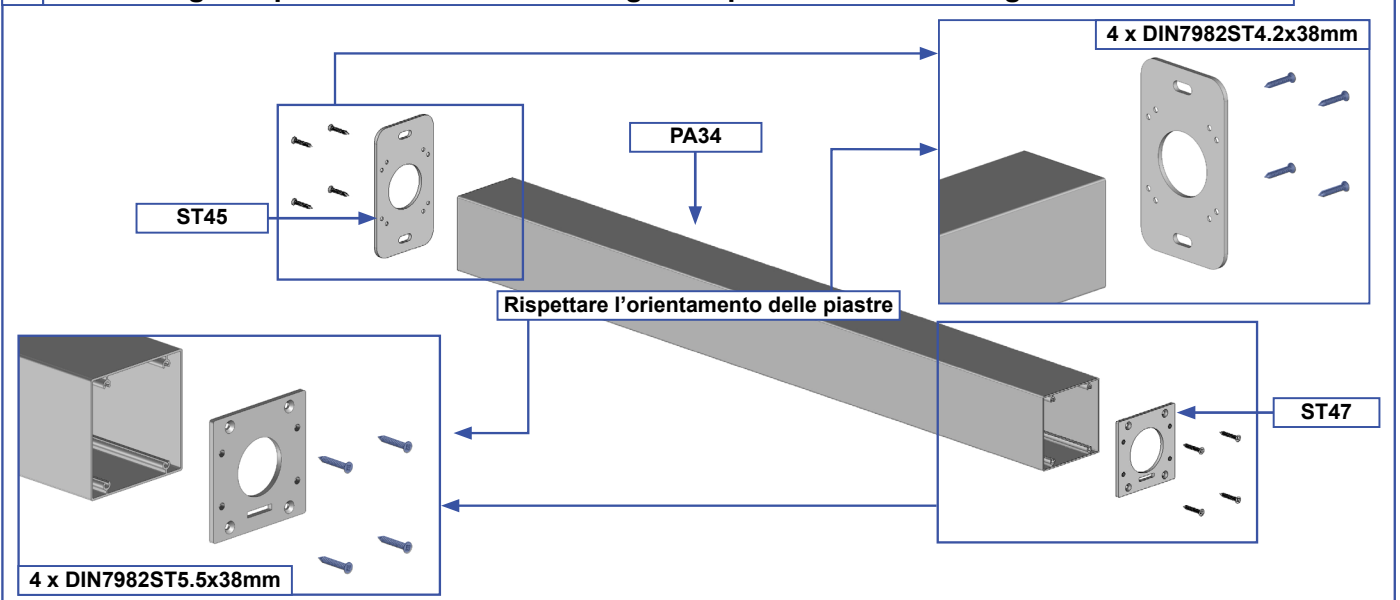 4 x DIN7982ST4.2x38mm
PA34
ST45
Rispettare l’orientamento delle piastre
ST47
4 x DIN7982ST5.5x38mm